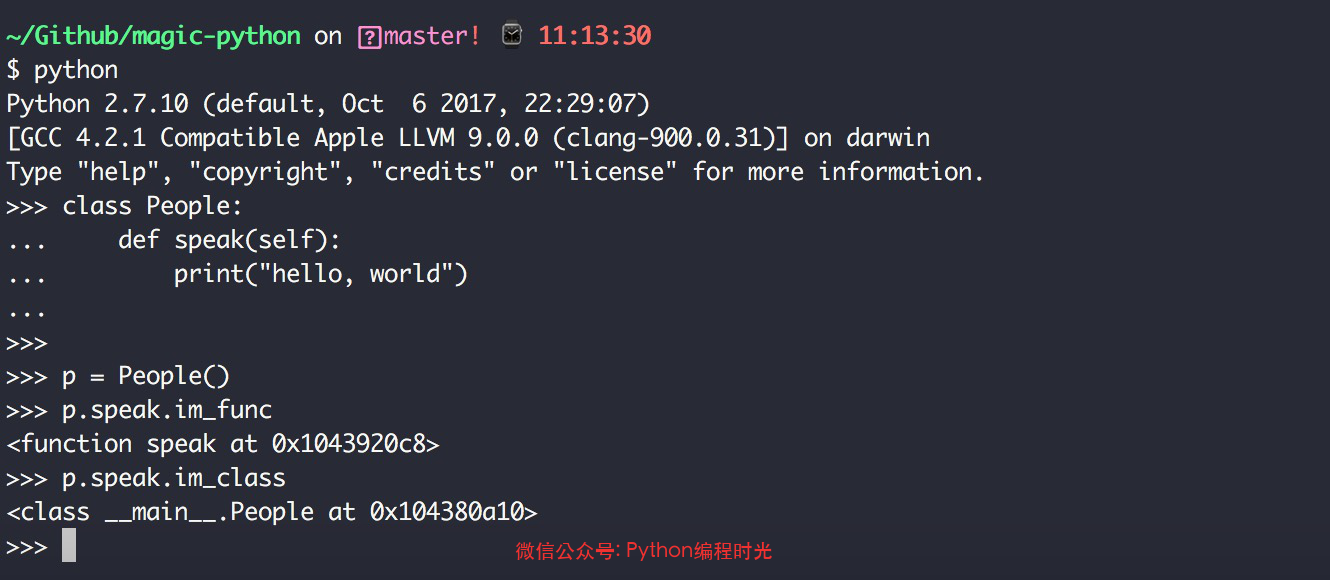 ~/Github/magic-python on master! 11:13:30
$ python
Python 2.7.10 (default, Oct  6 2017, 22:29:07)
[GCC 4.2.1 Compatible Apple LLVM 9.0.0 (clang-900.0.31)] on darwin
Type "help", "copyright", "credits" or "license" for more information.
>>> class People:
...     def speak(self):
...         print("hello, world")
...
>>>
>>> p = People()
>>> p.speak.im_func
<function speak at 0x1043920c8>
>>> p.speak.im_class
<class __main__.People at 0x104380a10>
>>>
微信公众号: Python编程时光